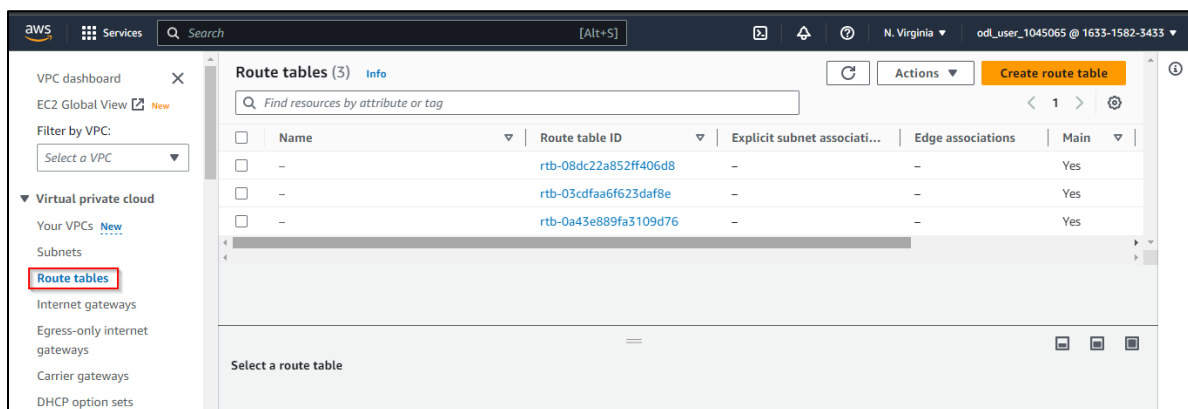 aws Services Search [Alt+S] N. Virginia ▼ odl_user_1045065 @ 1633-1582-3433 ▼
VPC dashboard
EC2 Global View New
Filter by VPC:
Select a VPC ▼
▼ Virtual private cloud
Your VPCs New
Subnets
Route tables
Internet gateways
Egress-only internet
gateways
Carrier gateways
DHCP option sets
Route tables (3) Info Actions ▼ Create route table
Find resources by attribute or tag < 1 >
Name Route table ID Explicit subnet associati... Edge associations Main
– rtb-08dc22a852ff406d8 – – Yes
– rtb-03cdfaa6f623daf8e – – Yes
– rtb-0a43e889fa3109d76 – – Yes
Select a route table